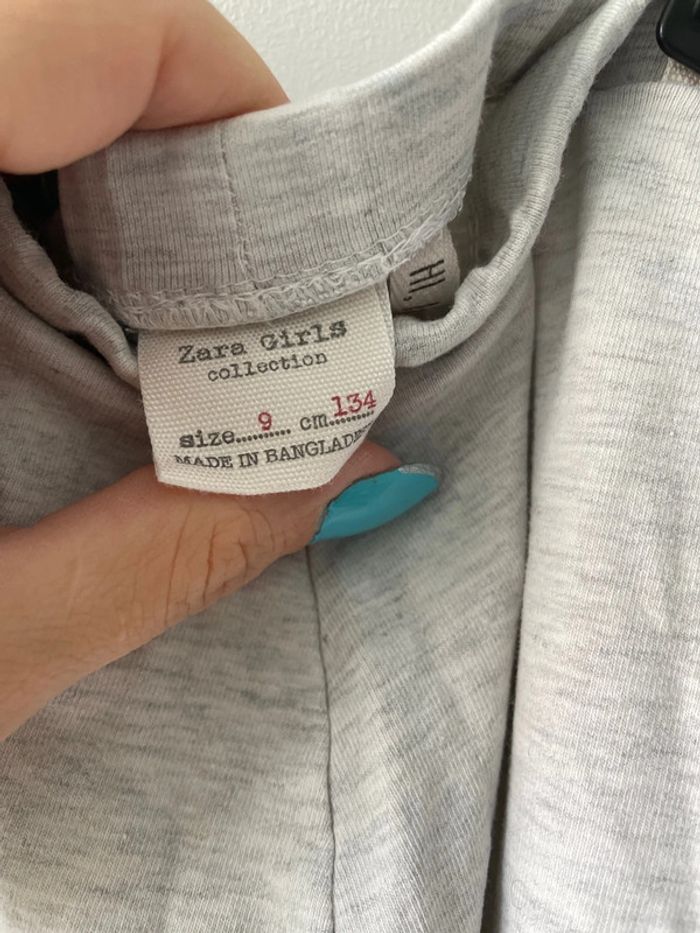 Zara Girls
collection
size.....9... cm.134....
MADE IN BANGLADE